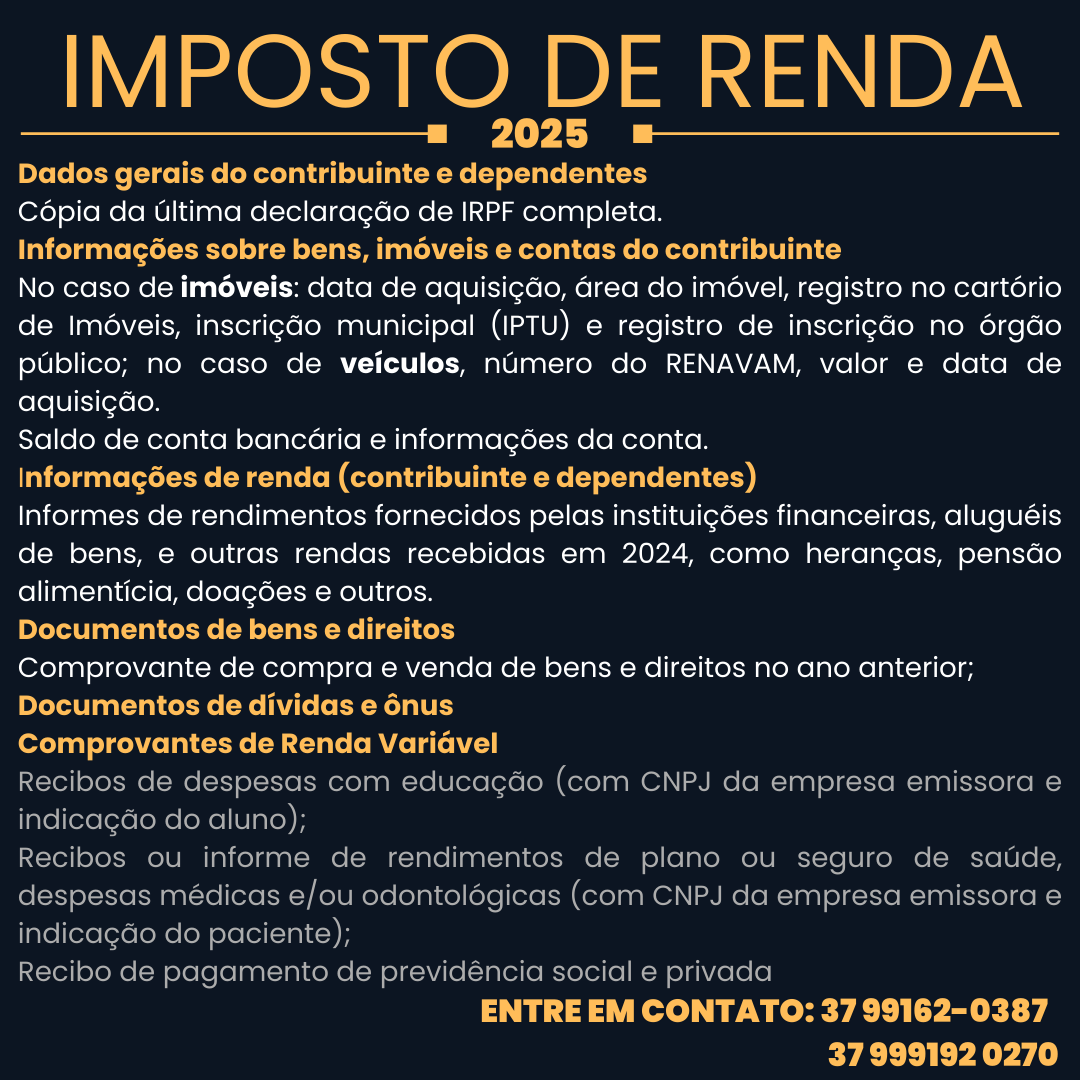 IMPOSTO DE RENDA
2025
Dados gerais do contribuinte e dependentes
Cópia da última declaração de IRPF completa.
Informações sobre bens, imóveis e contas do contribuinte
No caso de imóveis: data de aquisição, área do imóvel, registro no cartório
de Imóveis, inscrição municipal (IPTU) e registro de inscrição no órgão
público; no caso de veículos, número do RENAVAM, valor e data de
aquisição.
Saldo de conta bancária e informações da conta.
Informações de renda (contribuinte e dependentes)
Informes de rendimentos fornecidos pelas instituições financeiras, aluguéis
de bens, e outras rendas recebidas em 2024, como heranças, pensão
alimentícia, doações e outros.
Documentos de bens e direitos
Comprovante de compra e venda de bens e direitos no ano anterior;
Documentos de dívidas e ônus
Comprovantes de Renda Variável
Recibos de despesas com educação (com CNPJ da empresa emissora e
indicação do aluno);
Recibos ou informe de rendimentos de plano ou seguro de saúde,
despesas médicas e/ou odontológicas (com CNPJ da empresa emissora e
indicação do paciente);
Recibo de pagamento de previdência social e privada
ENTRE EM CONTATO: 37 99162-0387
37 999192 0270